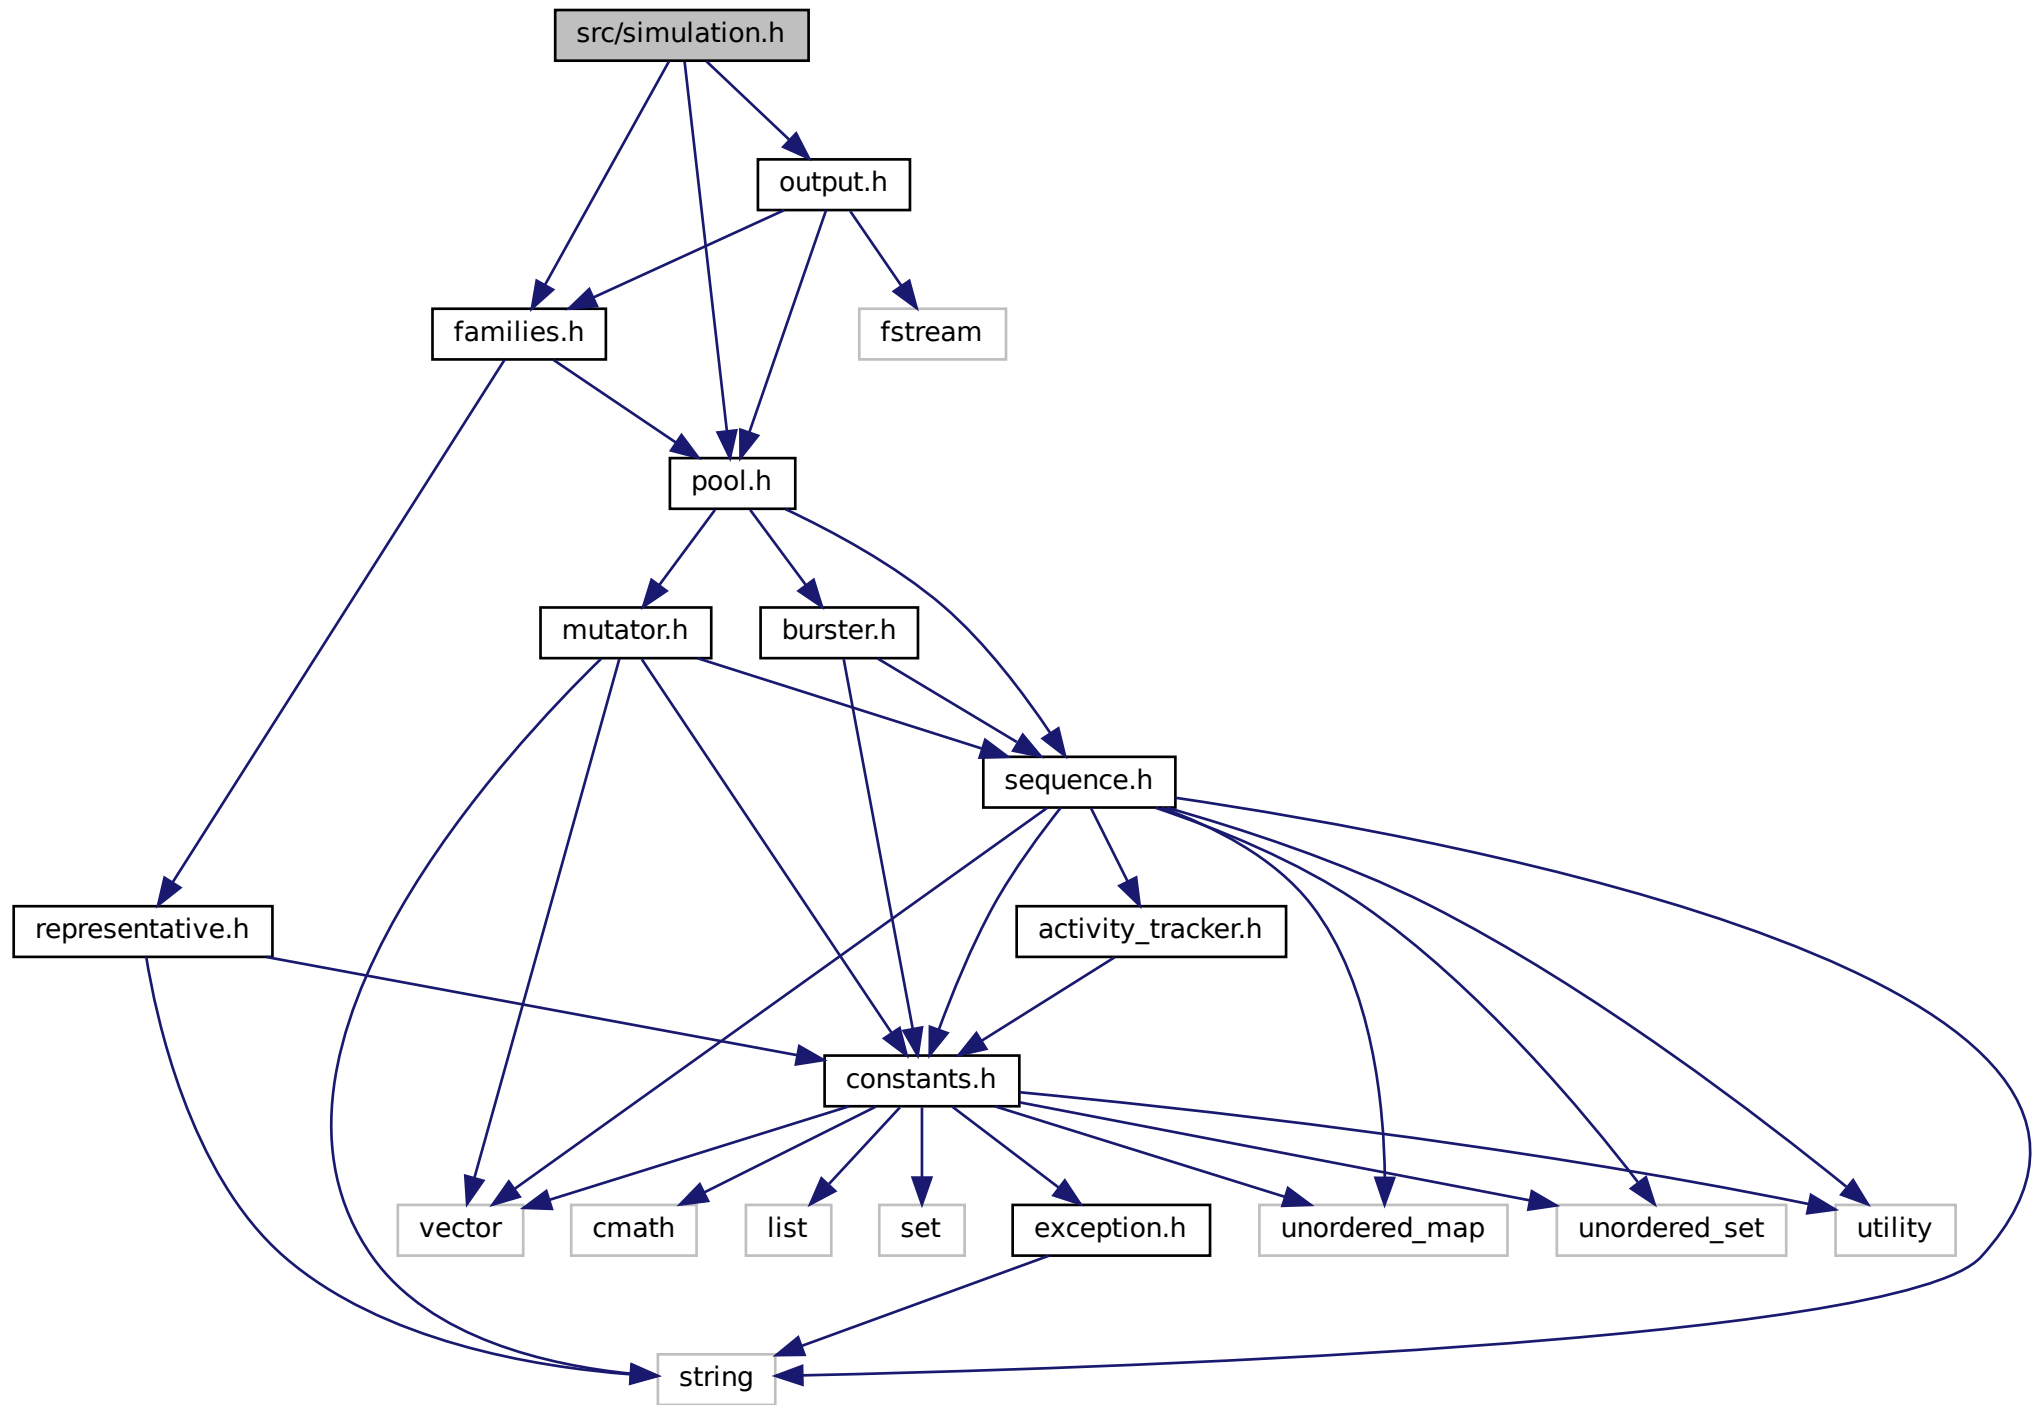 src/simulation.h
output.h
families.h
fstream
pool.h
mutator.h
burster.h
sequence.h
representative.h
activity_tracker.h
constants.h
vector
cmath
list
set
exception.h
unordered_map
unordered_set
utility
string